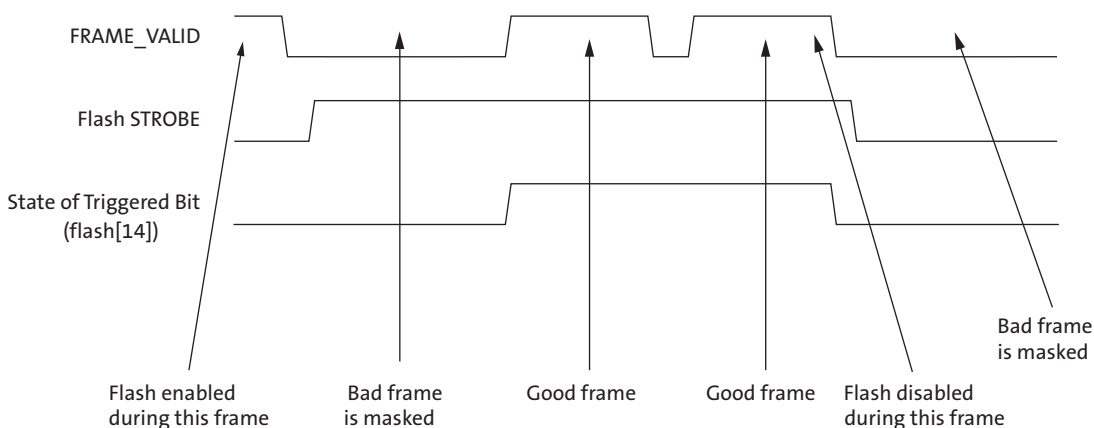 FRAME_VALID
Flash STROBE
State of Triggered Bit
(flash[14])
Bad frame
is masked
Flash enabled
during this frame
Bad frame
is masked
Good frame
Good frame
Flash disabled
during this frame